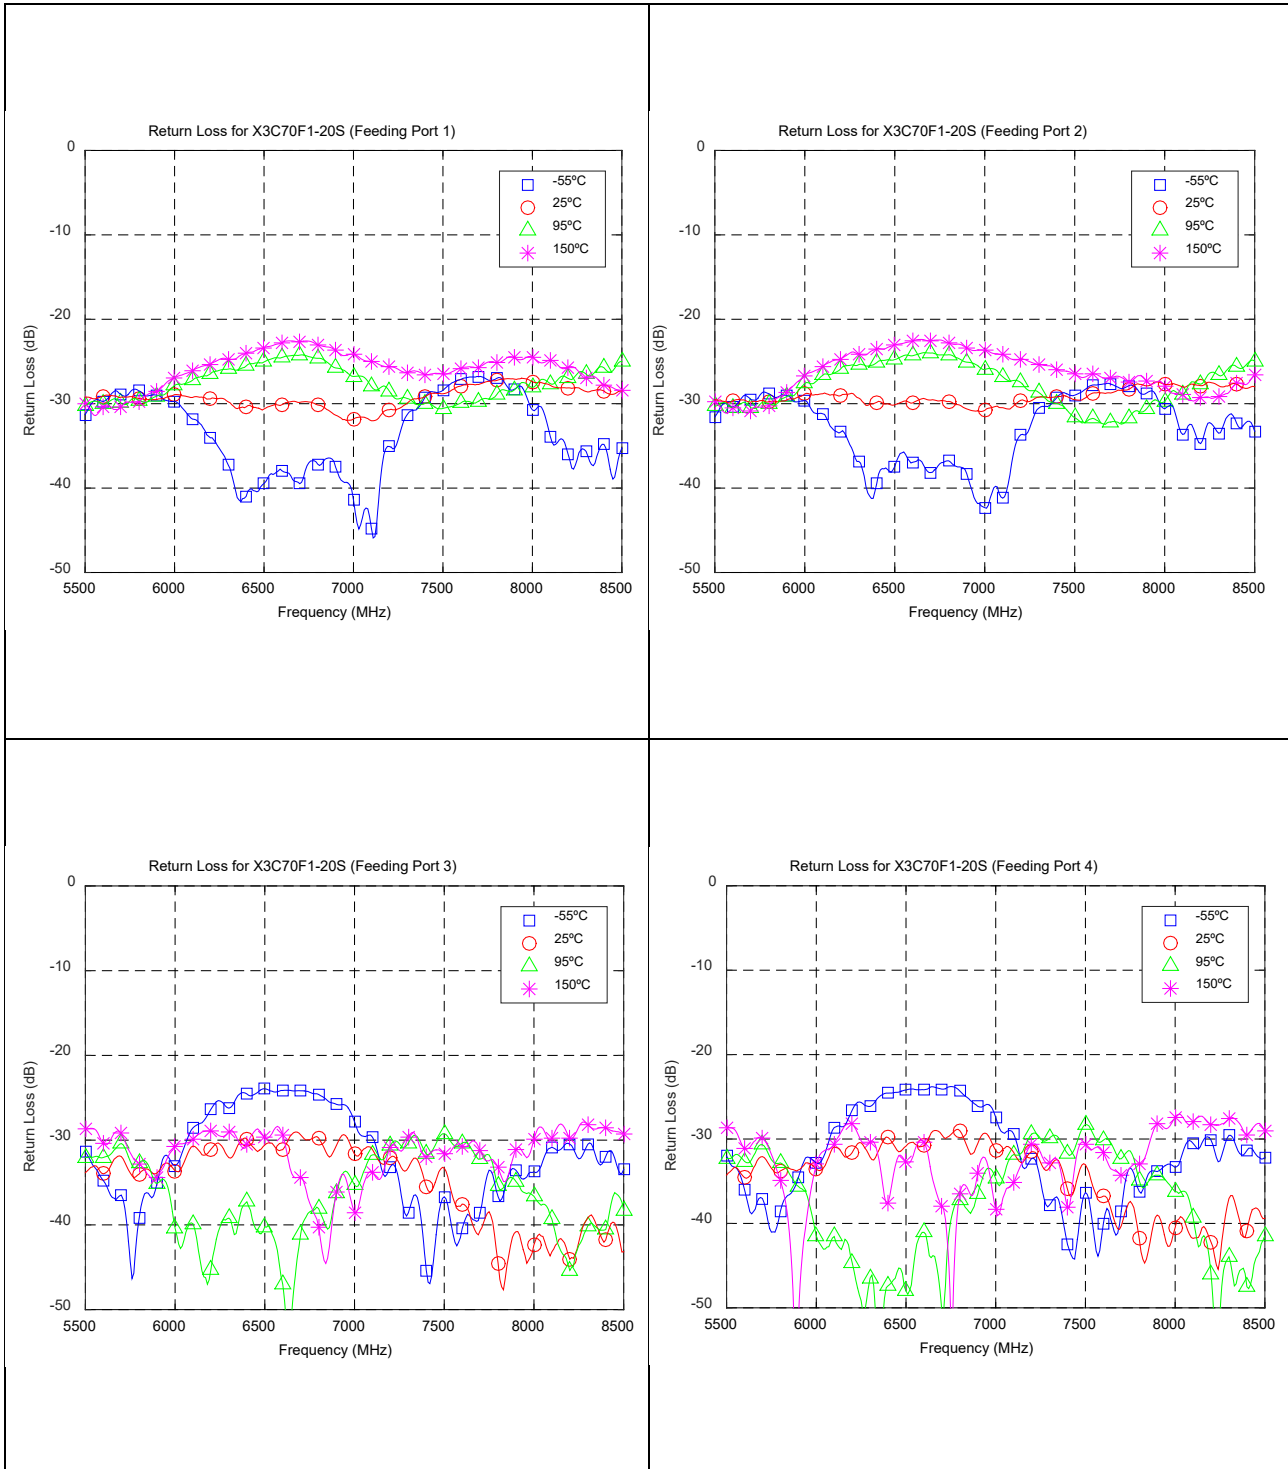 Return Loss for X3C70F1-20S (Feeding Port 1)
0
-10
-20
-30
-40
-50
Return Loss (dB)
-55ºC
25ºC
95ºC
150ºC
5500 6000 6500 7000 7500 8000 8500
Frequency (MHz)
Return Loss for X3C70F1-20S (Feeding Port 2)
0
-10
-20
-30
-40
-50
Return Loss (dB)
-55ºC
25ºC
95ºC
150ºC
5500 6000 6500 7000 7500 8000 8500
Frequency (MHz)
Return Loss for X3C70F1-20S (Feeding Port 3)
0
-10
-20
-30
-40
-50
Return Loss (dB)
-55ºC
25ºC
95ºC
150ºC
5500 6000 6500 7000 7500 8000 8500
Frequency (MHz)
Return Loss for X3C70F1-20S (Feeding Port 4)
0
-10
-20
-30
-40
-50
Return Loss (dB)
-55ºC
25ºC
95ºC
150ºC
5500 6000 6500 7000 7500 8000 8500
Frequency (MHz)